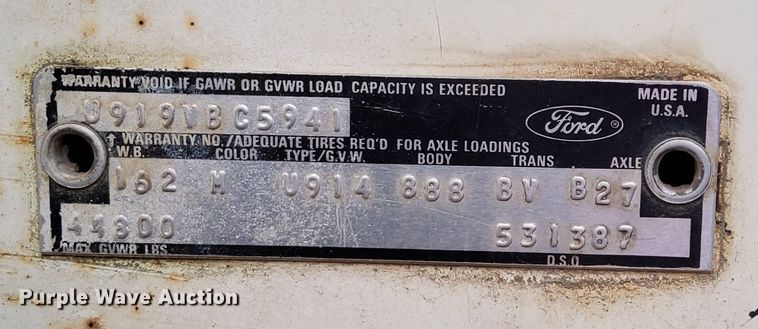 WARRANTY VOID IF GAWR OR GVWR LOAD CAPACITY IS EXCEEDED
MADE IN U.S.A.
U919VBC5941
Ford ®
↑ WARRANTY NO./ADEQUATE TIRES REQ'D FOR AXLE LOADINGS
W.B. COLOR TYPE/G.V.W. BODY TRANS AXLE
162 M U914 888 BV B27
44800 531387
MAX GVWR LBS. D.S.O.
Purple Wave Auction